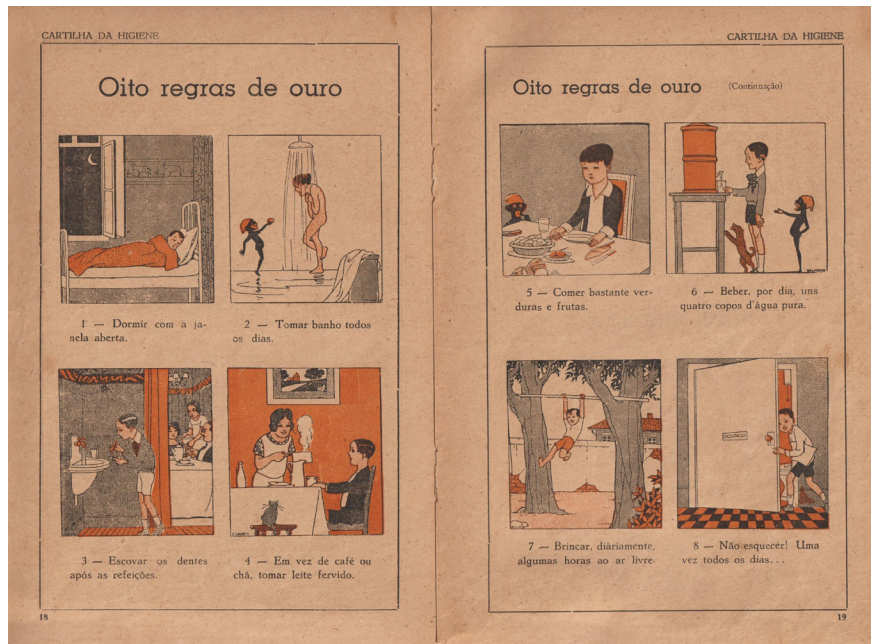 CARTILHA DA HIGIENE
Oito regras de ouro
1 — Dormir com a ja-
nela aberta.
2 — Tomar banho todos
os dias.
3 — Escovar os dentes
após as refeições.
4 — Em vez de café ou
chá, tomar leite fervido.
18
CARTILHA DA HIGIENE
Oito regras de ouro (Continuação)
5 — Comer bastante ver-
duras e frutas.
6 — Beber, por dia, uns
quatro copos d'água pura.
7 — Brincar, diàriamente,
algumas horas ao ar livre.
8 — Não esquecer! Uma
vez todos os dias...
19